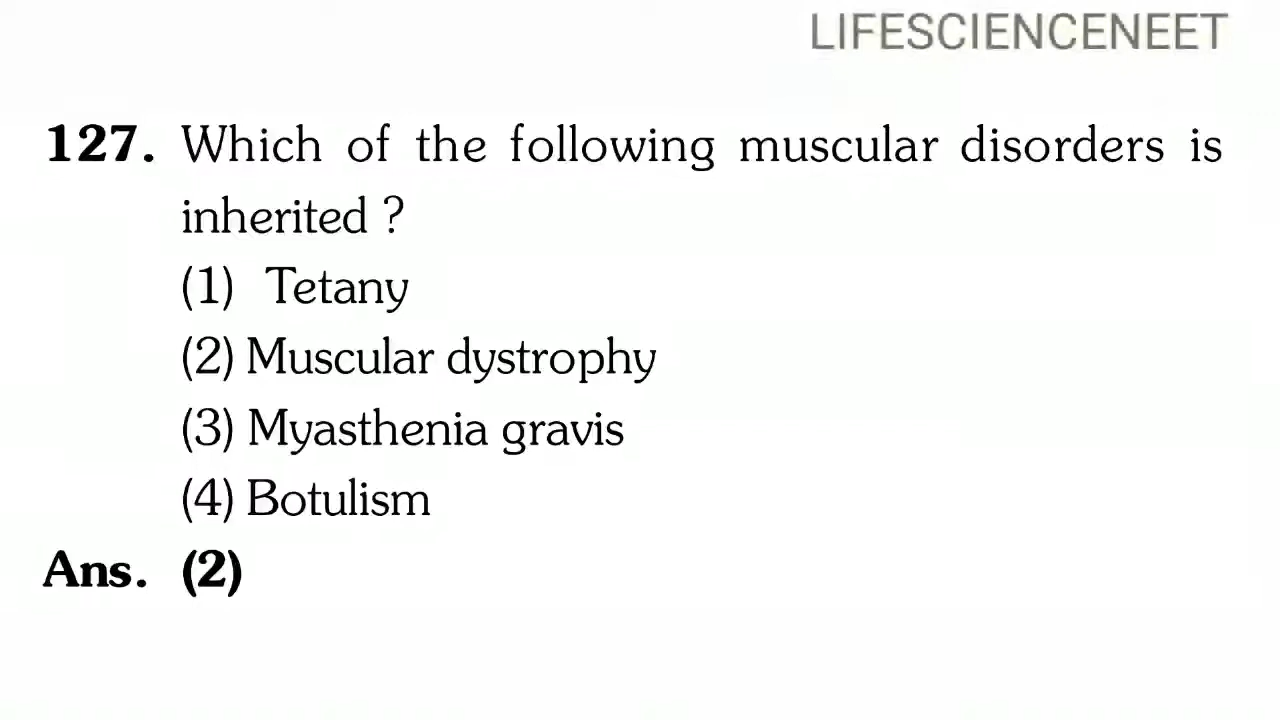 LIFESCIENCENEET
127. Which of the following muscular disorders is
inherited ?
(1) Tetany
(2) Muscular dystrophy
(3) Myasthenia gravis
(4) Botulism
Ans. (2)